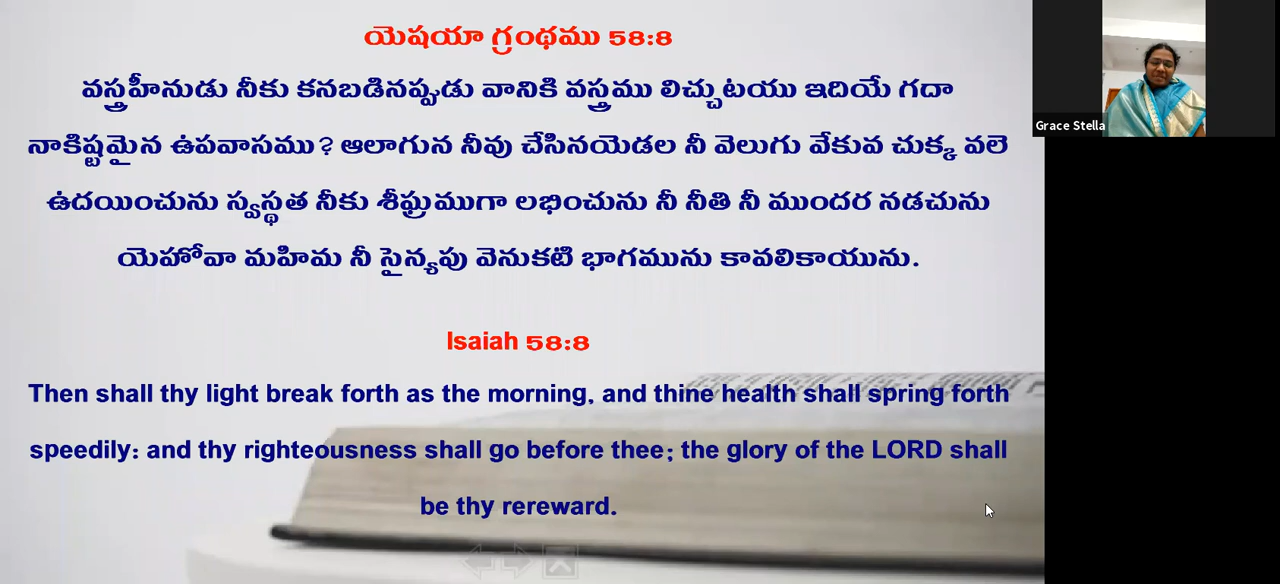 యెషయా గ్రంథము 58:8
వస్త్రహీనుడు నీకు కనబడినప్పుడు వానికి వస్త్రము లిచ్చుటయు ఇదియే గదా
నాకిష్టమైన ఉపవాసము? ఆలాగున నీవు చేసినయెడల నీ వెలుగు వేకువ చుక్క వలె
ఉదయించును స్వస్థత నీకు శీఘ్రముగా లభించును నీ నీతి నీ ముందర నడచును
యెహోవా మహిమ నీ సైన్యపు వెనుకటి భాగమును కావలికాయును.
Isaiah 58:8
Then shall thy light break forth as the morning, and thine health shall spring forth
speedily: and thy righteousness shall go before thee; the glory of the LORD shall
be thy rereward.
Grace Stella